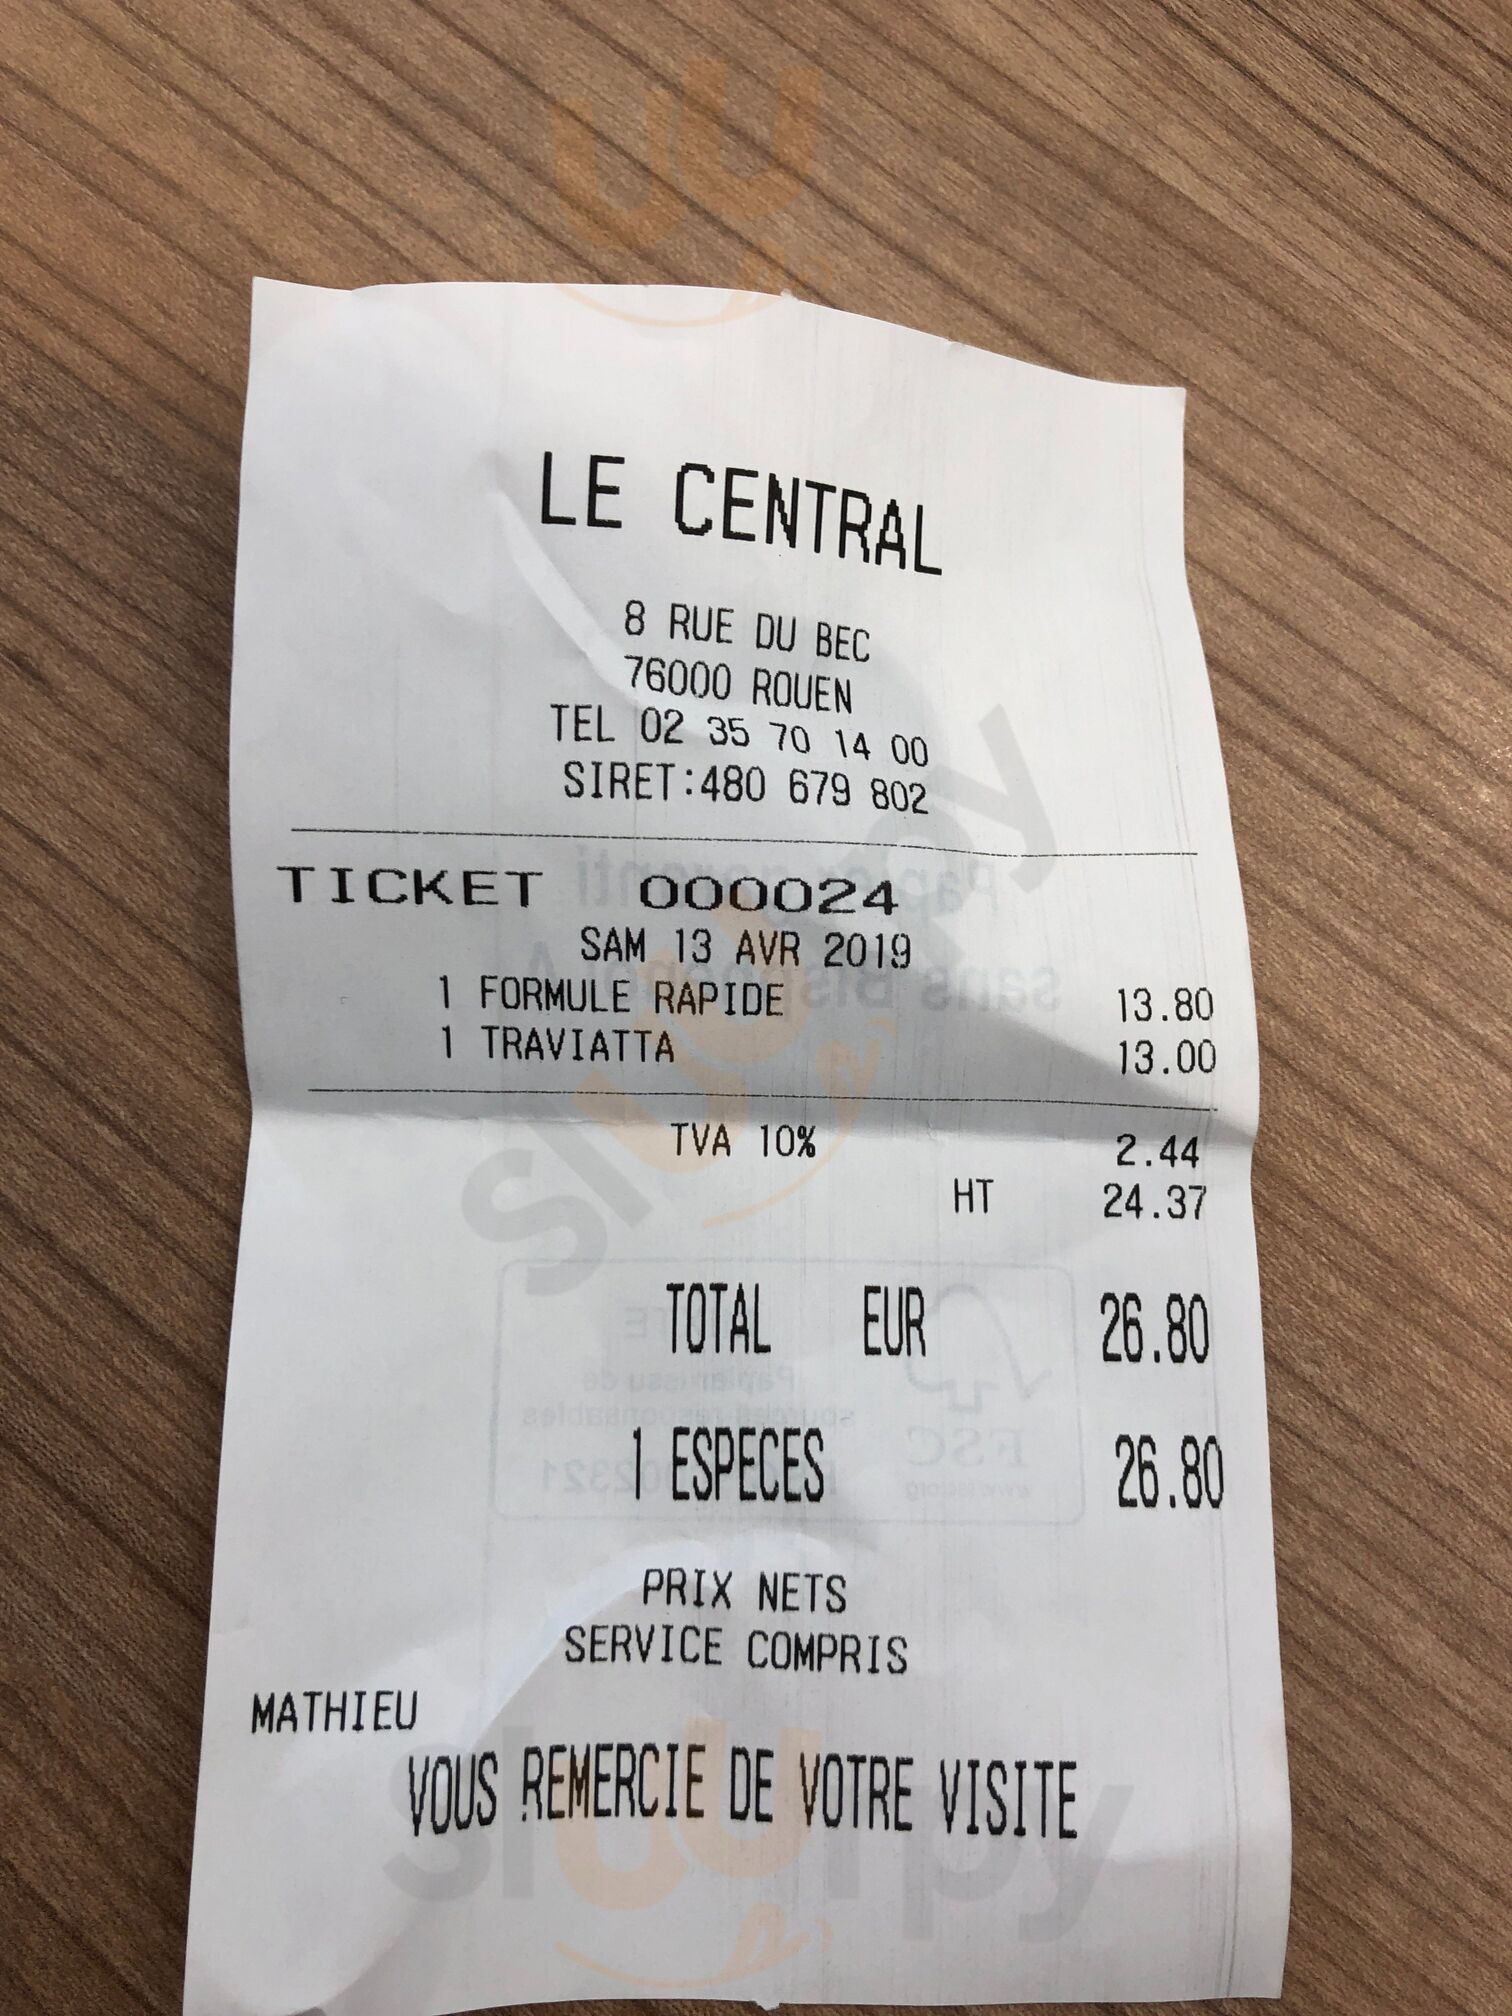 LE CENTRAL
8 RUE DU BEC
76000 ROUEN
TEL 02 35 70 14 00
SIRET:480 679 802
TICKET 000024
SAM 13 AVR 2019
1 FORMULE RAPIDE 13.80
1 TRAVIATTA 13.00
TVA 10% 2.44
HT 24.37
TOTAL EUR 26.80
1 ESPECES 26.80
PRIX NETS
SERVICE COMPRIS
MATHIEU
VOUS REMERCIE DE VOTRE VISITE
sluurpy
sluurpy